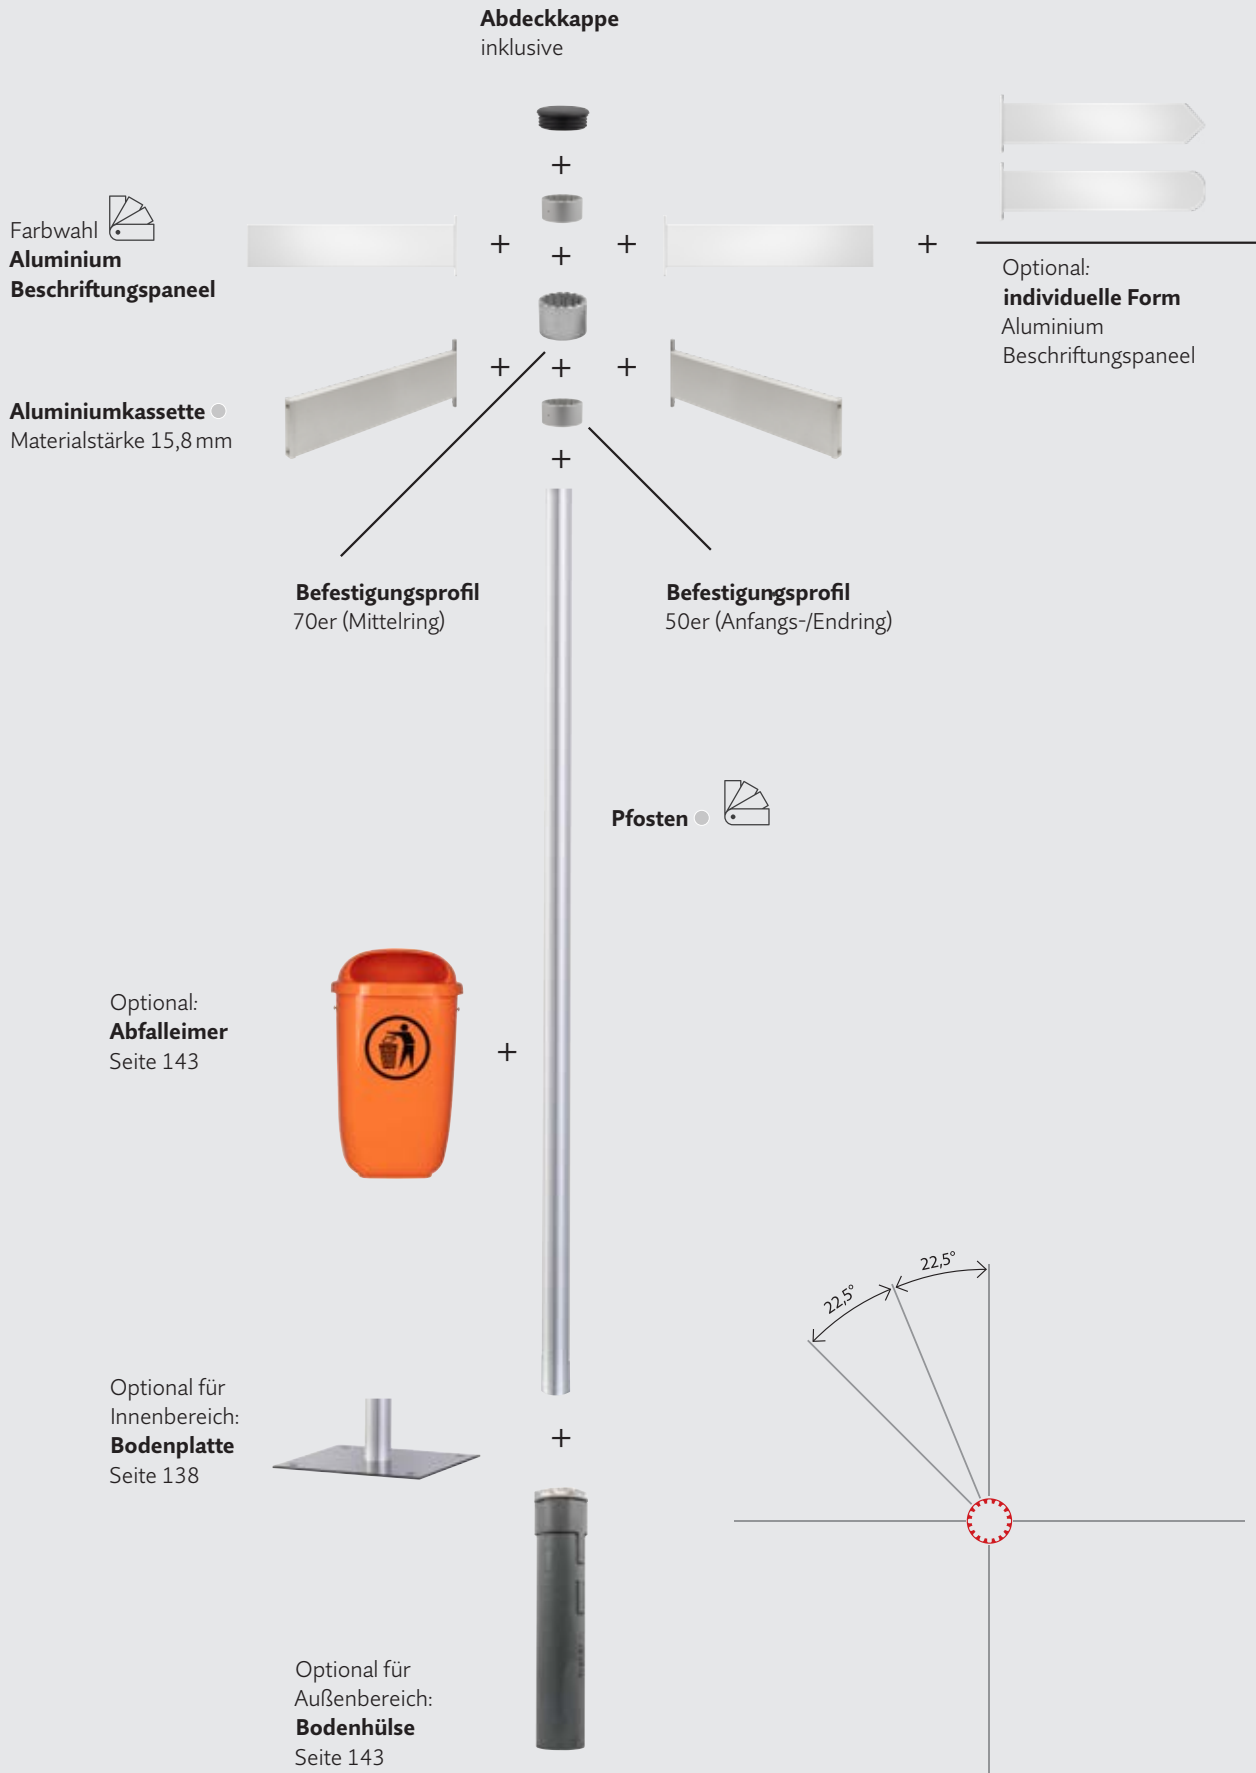 Abdeckkappe
inklusive
Farbwahl
Aluminium
Beschriftungspaneel
Optional:
individuelle Form
Aluminium
Beschriftungspaneel
Aluminiumkassette
Materialstärke 15,8 mm
Befestigungsprofil
70er (Mittelring)
Befestigungsprofil
50er (Anfangs-/Endring)
Pfosten
Optional:
Abfalleimer
Seite 143
22,5°
22,5°
Optional für
Innenbereich:
Bodenplatte
Seite 138
Optional für
Außenbereich:
Bodenhülse
Seite 143